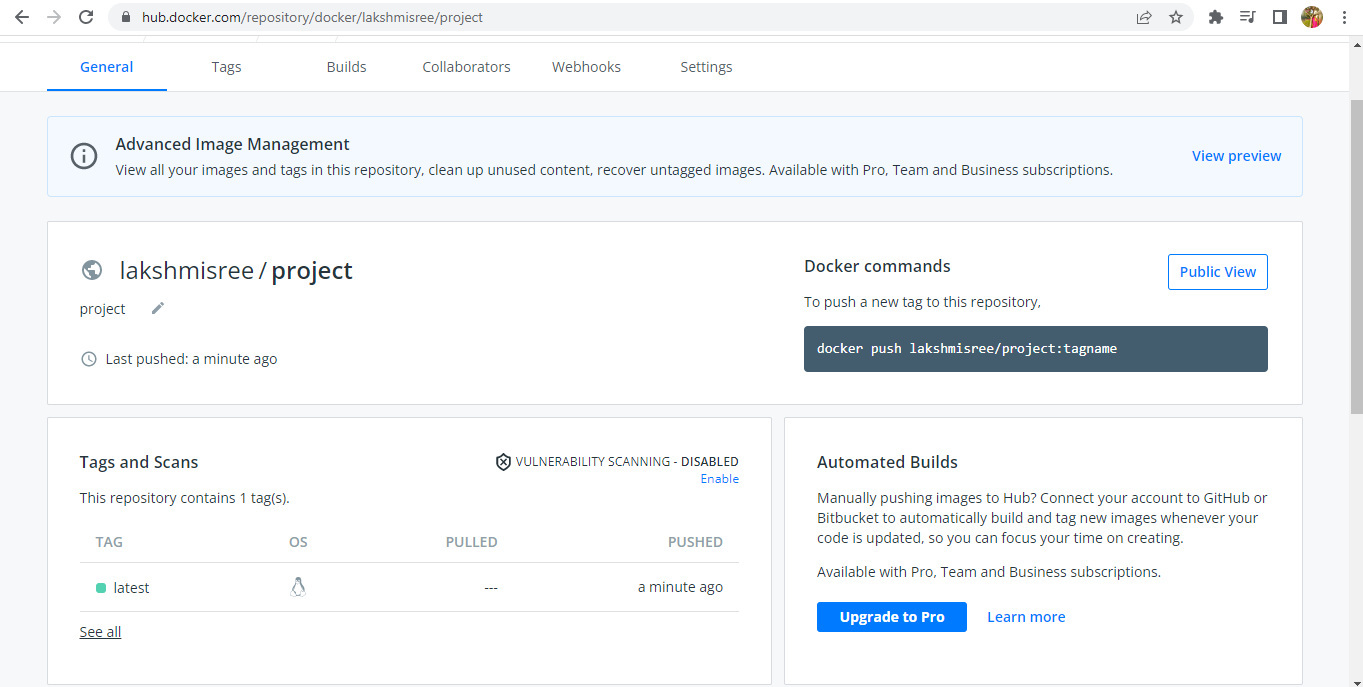 hub.docker.com/repository/docker/lakshmisree/project
General Tags Builds Collaborators Webhooks Settings
Advanced Image Management
View all your images and tags in this repository, clean up unused content, recover untagged images. Available with Pro, Team and Business subscriptions.
View preview
lakshmisree / project
project
Last pushed: a minute ago
Docker commands
Public View
To push a new tag to this repository,
docker push lakshmisree/project:tagname
Tags and Scans
VULNERABILITY SCANNING - DISABLED
Enable
This repository contains 1 tag(s).
TAG OS PULLED PUSHED
latest --- a minute ago
See all
Automated Builds
Manually pushing images to Hub? Connect your account to GitHub or
Bitbucket to automatically build and tag new images whenever your
code is updated, so you can focus your time on creating.
Available with Pro, Team and Business subscriptions.
Upgrade to Pro Learn more